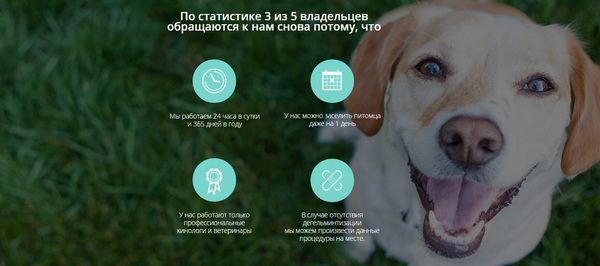 По статистике 3 из 5 владельцев
обращаются к нам снова потому, что
Мы работаем 24 часа в сутки
и 365 дней в году
У нас можно заселить питомца
даже на 1 день
У нас работают только
профессиональные
кинологи и ветеринары
В случае отсутствия
дегельминтизации
мы можем произвести данные
процедуры на месте.